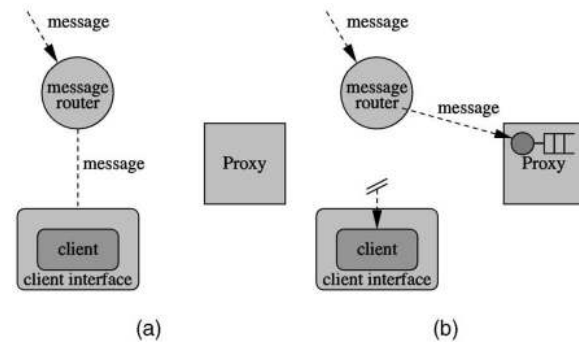 message
message
router
message
Proxy
client
client interface
(a)
message
message
router
message
Proxy
client
client interface
(b)